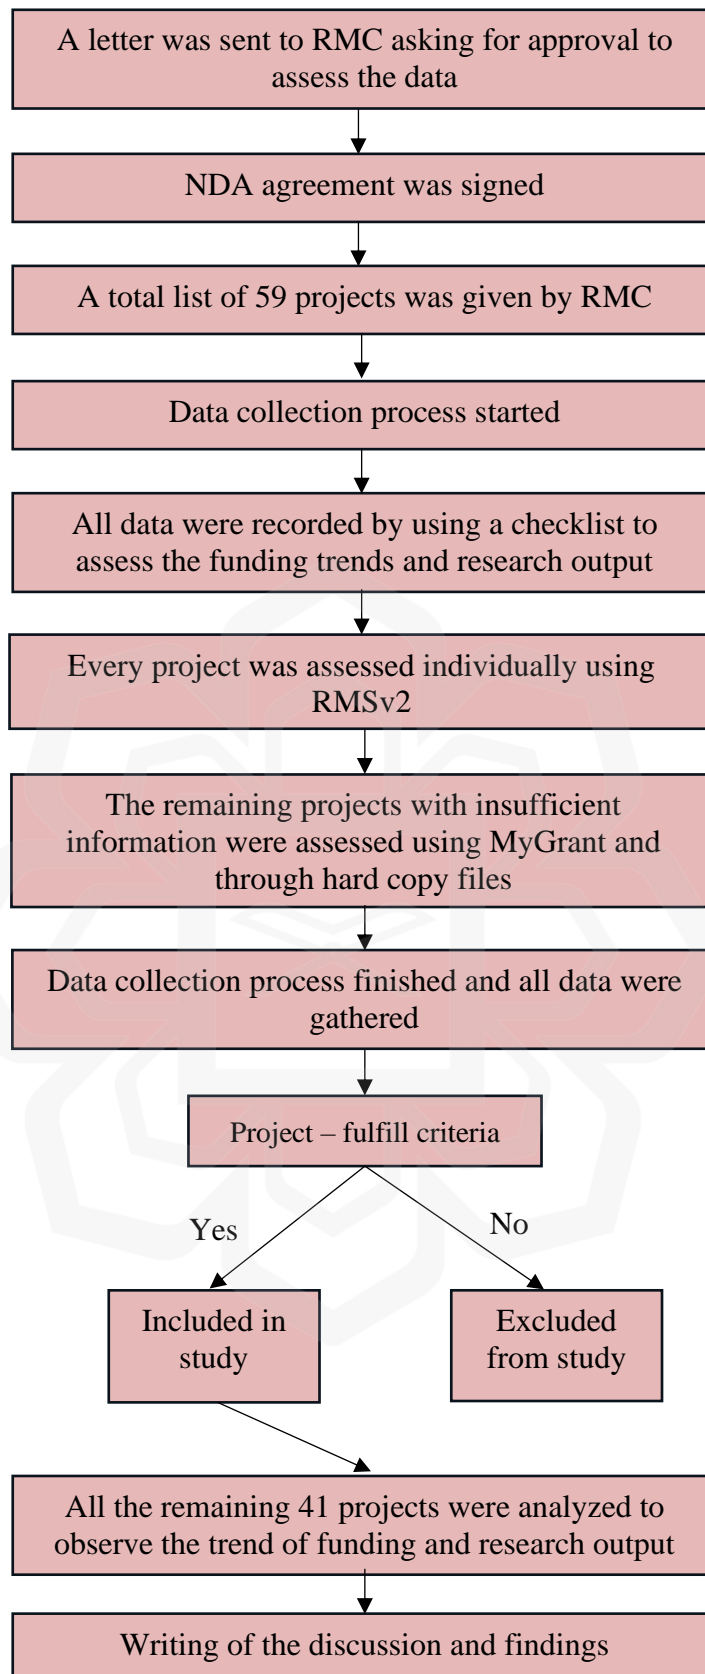 A letter was sent to RMC asking for approval to
assess the data
NDA agreement was signed
A total list of 59 projects was given by RMC
Data collection process started
All data were recorded by using a checklist to
assess the funding trends and research output
Every project was assessed individually using
RMSv2
The remaining projects with insufficient
information were assessed using MyGrant and
through hard copy files
Data collection process finished and all data were
gathered
Project – fulfill criteria
Yes
No
Included in
study
Excluded
from study
All the remaining 41 projects were analyzed to
observe the trend of funding and research output
Writing of the discussion and findings